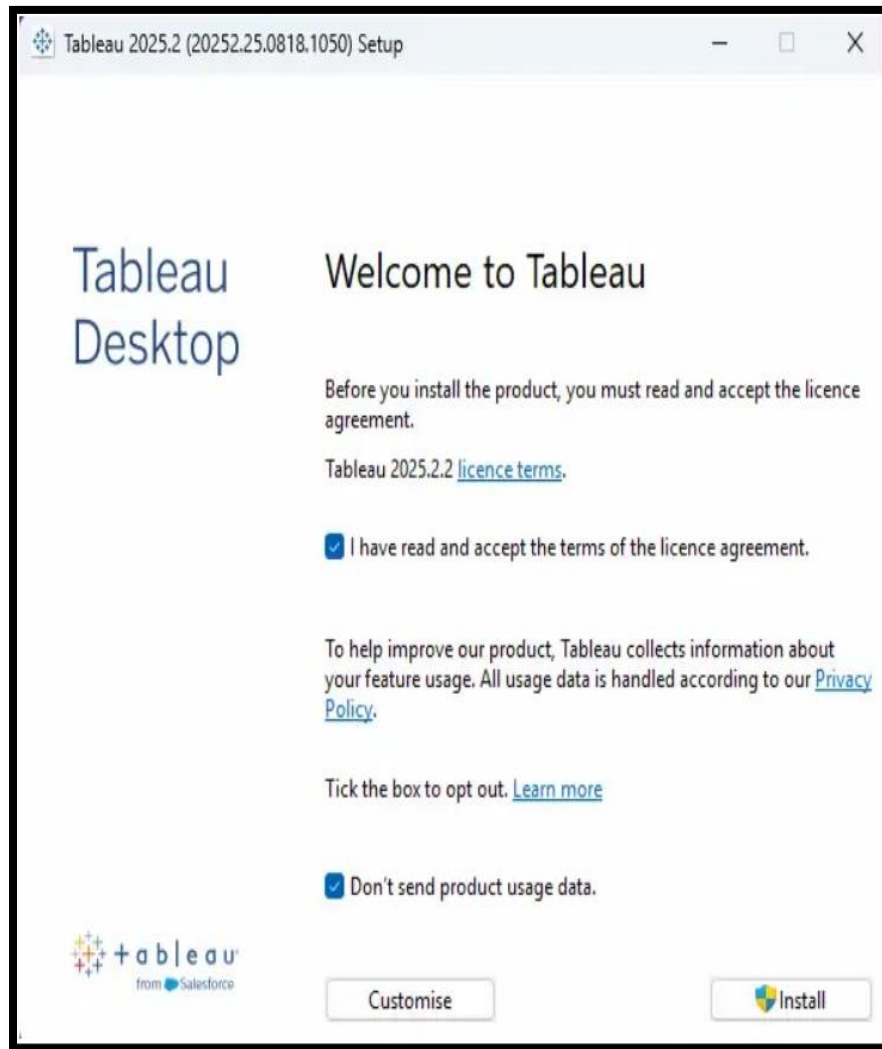 Tableau 2025.2 (20252.25.0818.1050) Setup
Tableau
Desktop
Welcome to Tableau
Before you install the product, you must read and accept the licence
agreement.
Tableau 2025.2.2 licence terms.
I have read and accept the terms of the licence agreement.
To help improve our product, Tableau collects information about
your feature usage. All usage data is handled according to our Privacy
Policy.
Tick the box to opt out. Learn more
Don't send product usage data.
+ableau
from Salesforce
Customise
Install